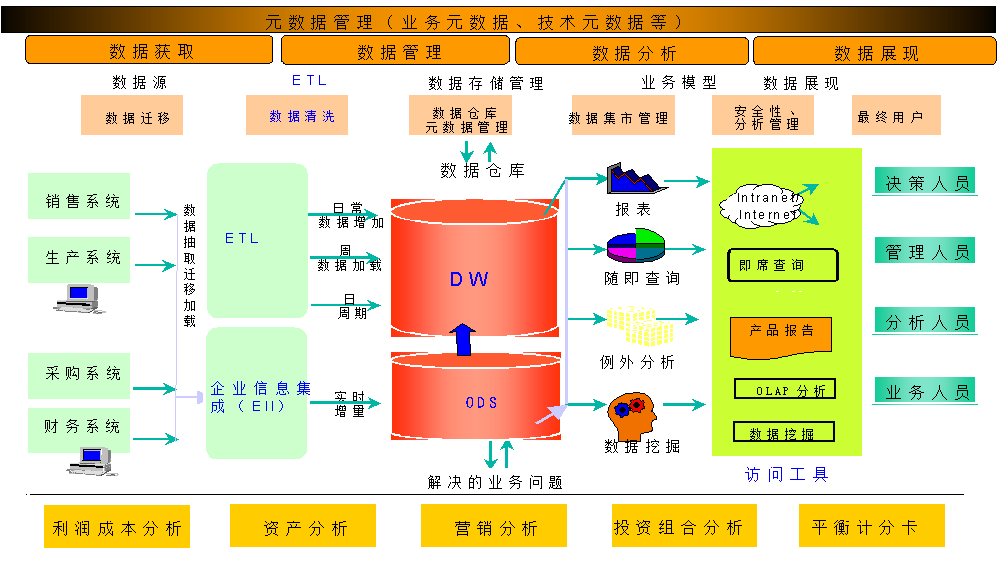 元数据管理（业务元数据、技术元数据等）
数据获取
数据管理
数据分析
数据展现
数据源
ETL
数据存储管理
业务模型
数据展现
数据迁移
数据清洗
数据仓库
元数据管理
数据集市管理
安全性、
分析管理
最终用户
数据仓库
销售系统
生产系统
采购系统
财务系统
数据抽取迁移加载
ETL
企业信息集
成（EII）
日常
数据增加
周
数据加载
日
周期
实时
增量
DW
ODS
解决的业务问题
报表
随即查询
例外分析
数据挖掘
Intranet/
Internet
即席查询
产品报告
OLAP分析
数据挖掘
访问工具
决策人员
管理人员
分析人员
业务人员
利润成本分析
资产分析
营销分析
投资组合分析
平衡计分卡